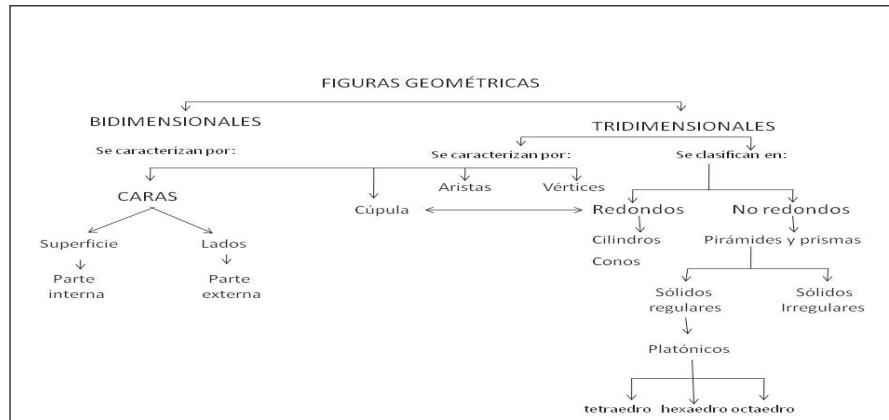 FIGURAS GEOMÉTRICAS
BIDIMENSIONALES
TRIDIMENSIONALES
Se caracterizan por:
Se caracterizan por:
Se clasifican en:
CARAS
Cúpula
Aristas
Vértices
Redondos
No redondos
Superficie
Lados
Cilindros
Conos
Pirámides y prismas
Parte
interna
Parte
externa
Sólidos
regulares
Sólidos
Irregulares
Platónicos
tetraedro
hexaedro
octaedro